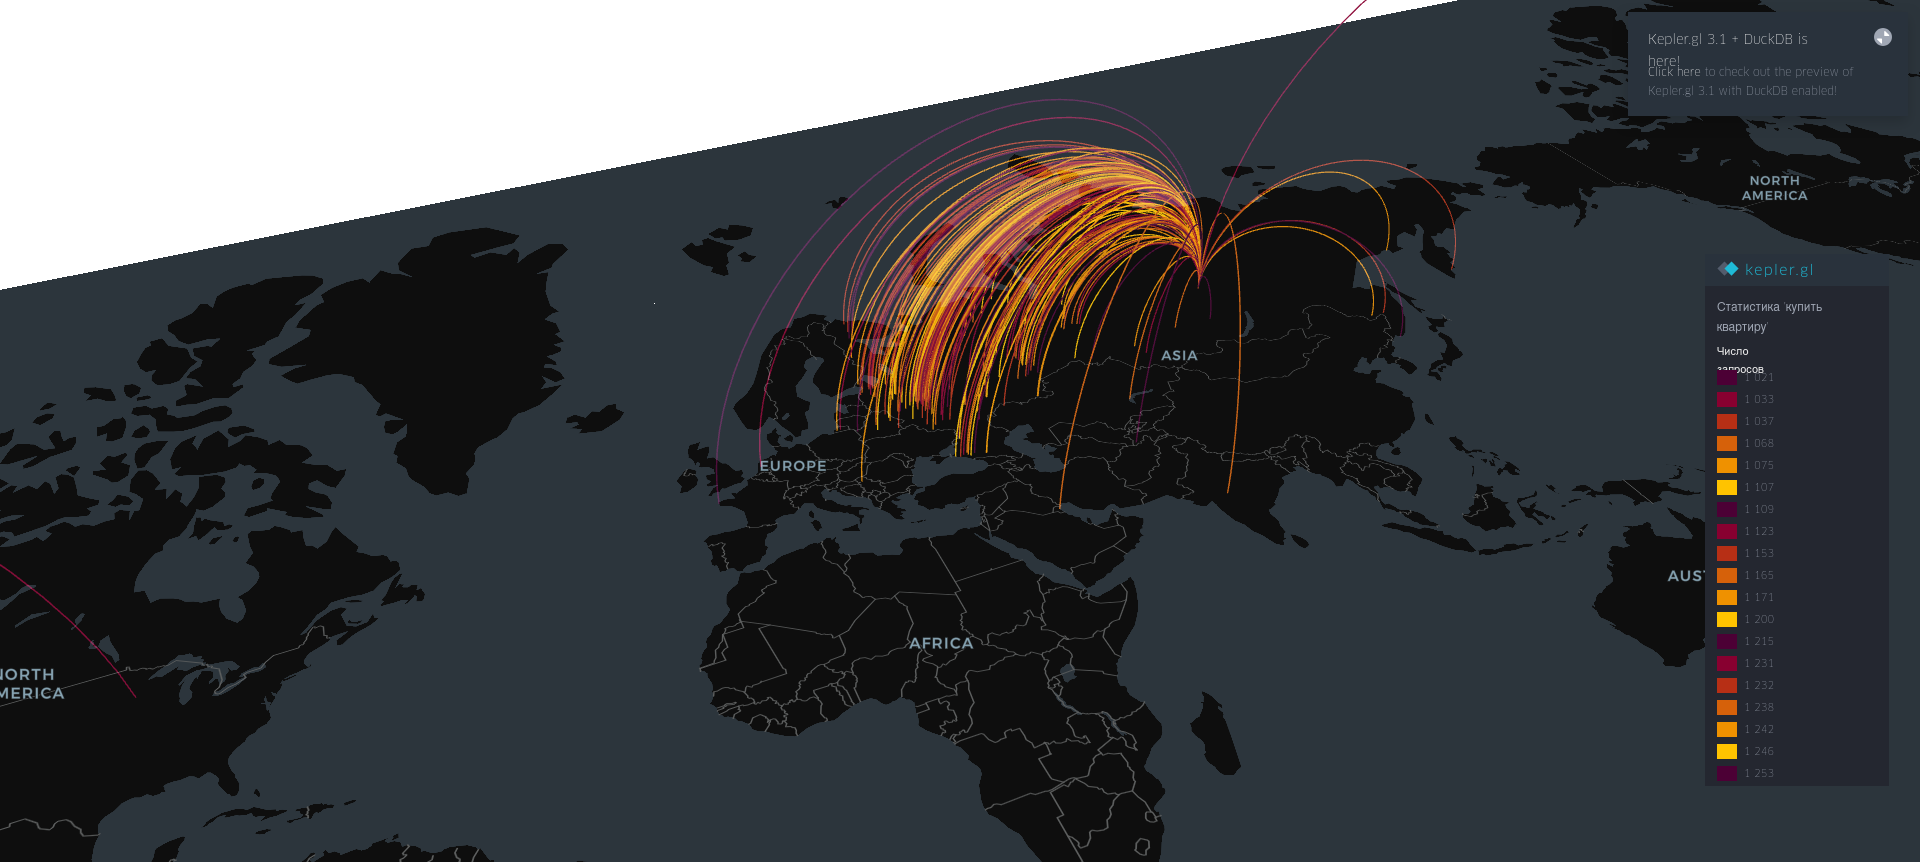 Kepler.gl 3.1 + DuckDB is
here!
Click here to check out the preview of
Kepler.gl 3.1 with DuckDB enabled!
NORTH
AMERICA
kepler.gl
Статистика 'купить
квартиру'
Число
запросов
1 021
1 033
1 037
1 068
1 075
1 107
1 109
1 123
1 153
1 165
1 171
1 200
1 215
1 231
1 232
1 238
1 242
1 246
1 253
ASIA
EUROPE
AUST
AFRICA
NORTH
MERICA